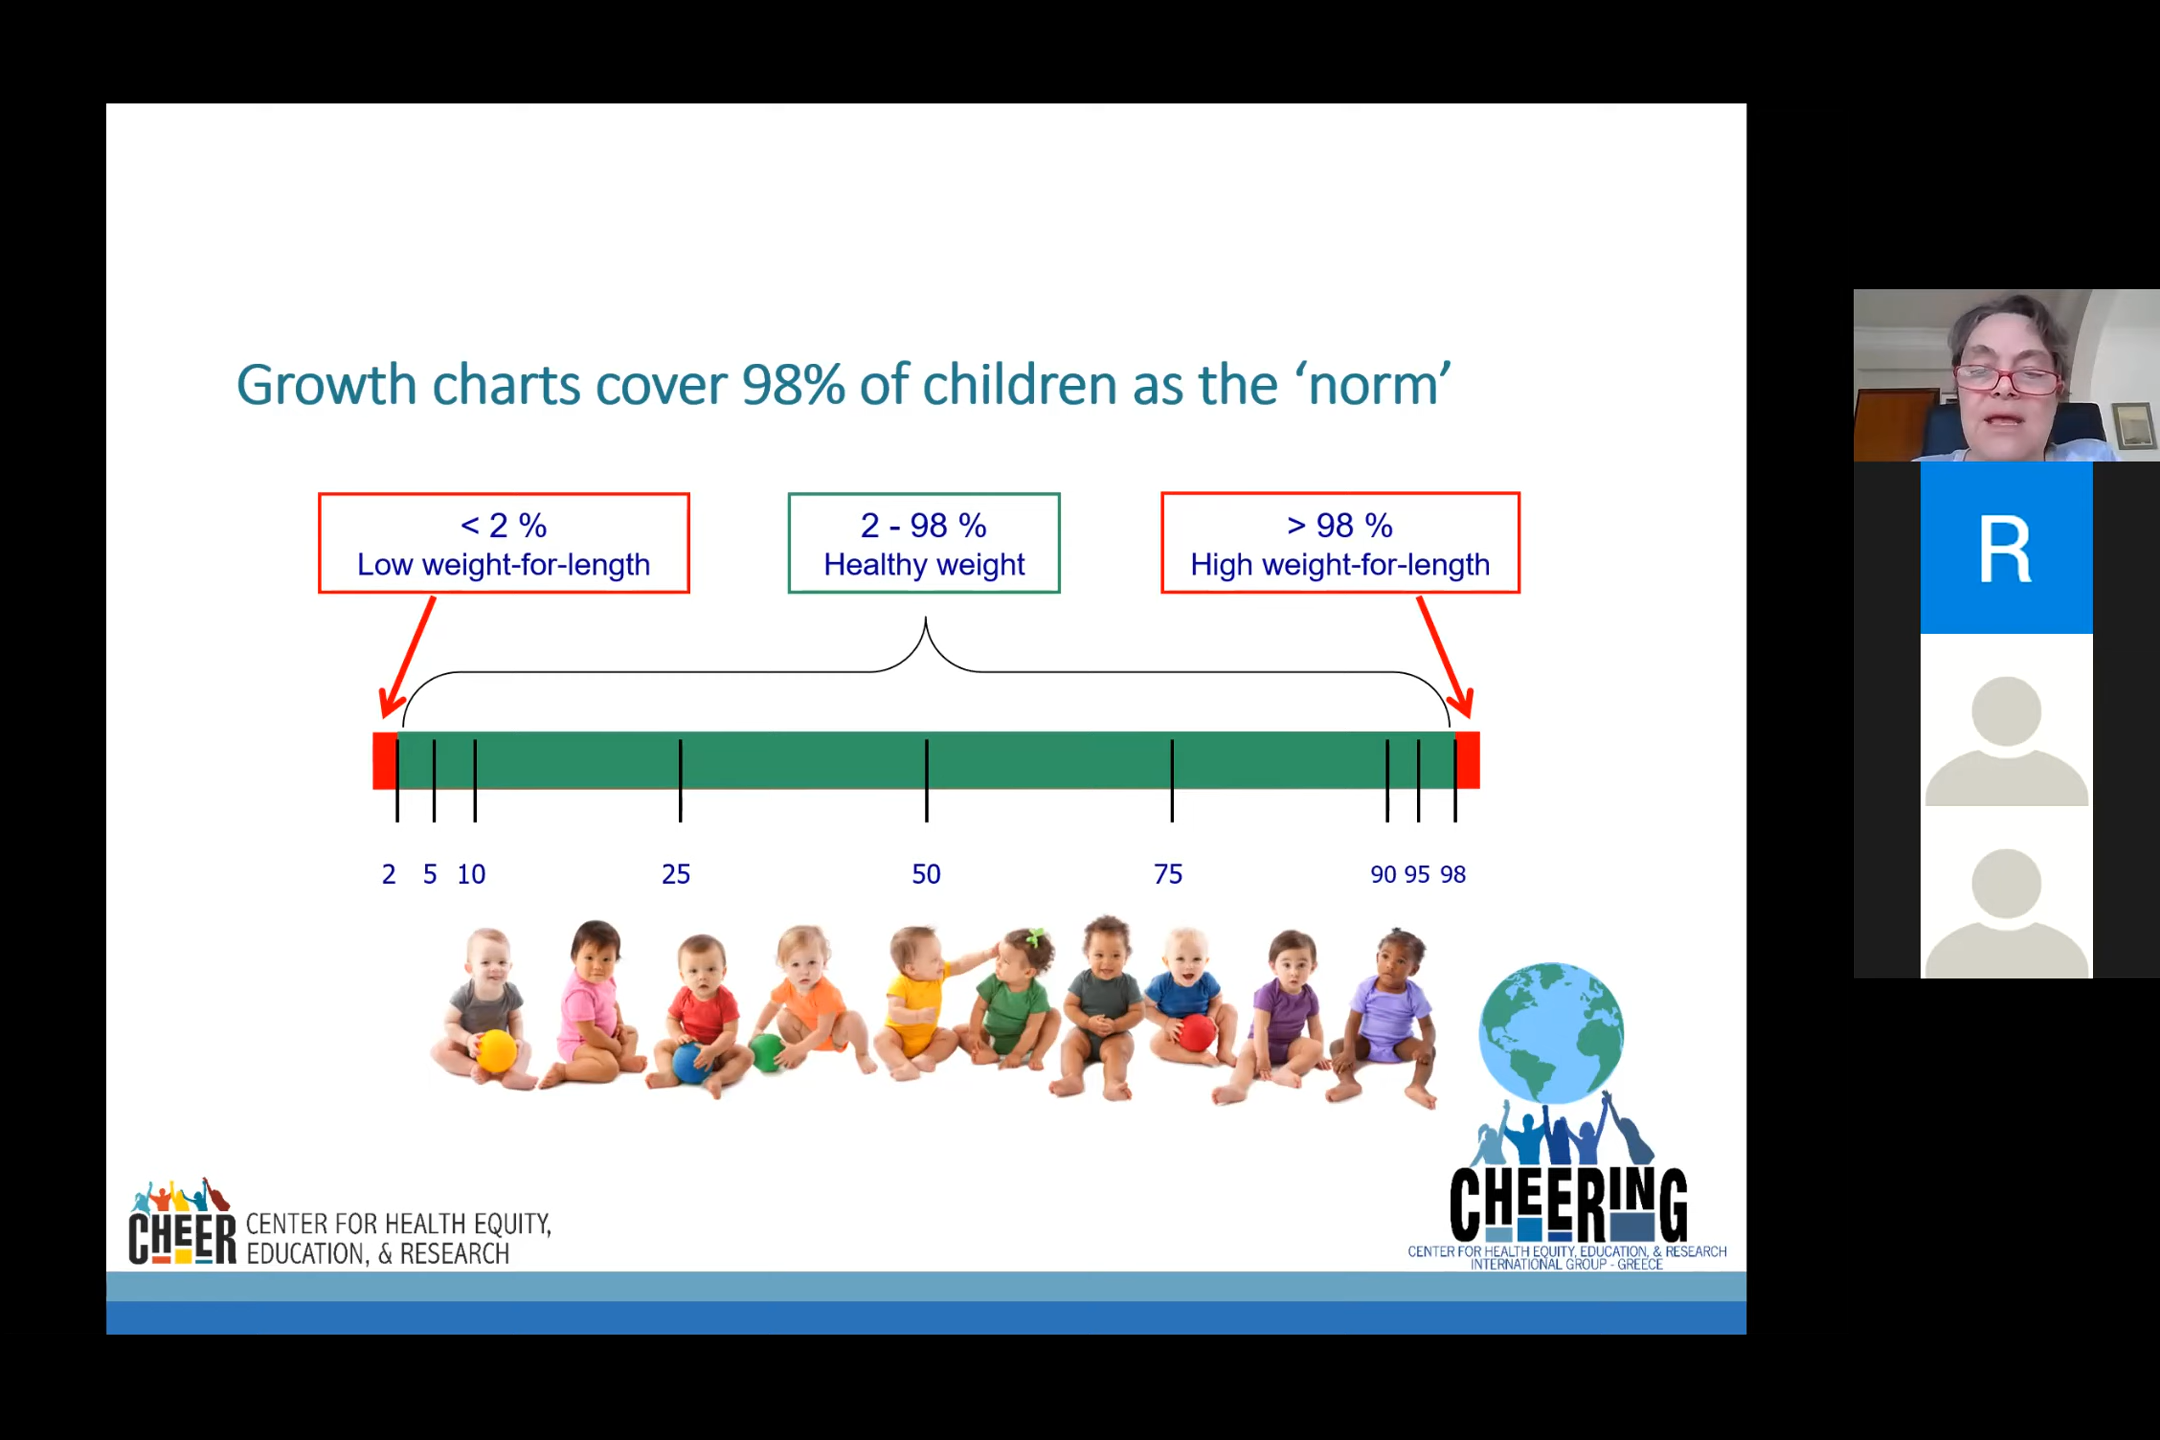 Growth charts cover 98% of children as the ‘norm’
< 2 %
Low weight-for-length
2 - 98 %
Healthy weight
> 98 %
High weight-for-length
2 5 10 25 50 75 90 95 98
CHEER
CENTER FOR HEALTH EQUITY,
EDUCATION, & RESEARCH
CHEERING
CENTER FOR HEALTH EQUITY, EDUCATION, & RESEARCH
INTERNATIONAL GROUP - GREECE
R